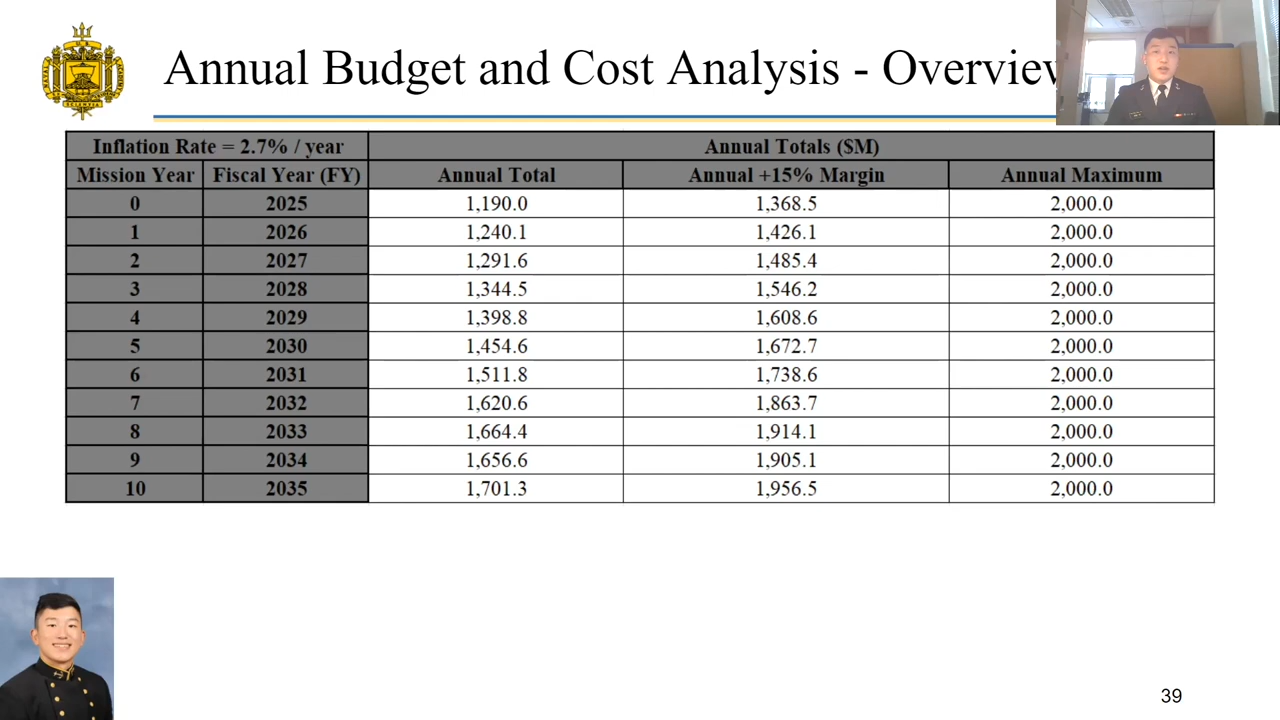 Annual Budget and Cost Analysis - Overview
Inflation Rate = 2.7% / year Annual Totals ($M)
Mission Year Fiscal Year (FY) Annual Total Annual +15% Margin Annual Maximum
0 2025 1,190.0 1,368.5 2,000.0
1 2026 1,240.1 1,426.1 2,000.0
2 2027 1,291.6 1,485.4 2,000.0
3 2028 1,344.5 1,546.2 2,000.0
4 2029 1,398.8 1,608.6 2,000.0
5 2030 1,454.6 1,672.7 2,000.0
6 2031 1,511.8 1,738.6 2,000.0
7 2032 1,620.6 1,863.7 2,000.0
8 2033 1,664.4 1,914.1 2,000.0
9 2034 1,656.6 1,905.1 2,000.0
10 2035 1,701.3 1,956.5 2,000.0
39